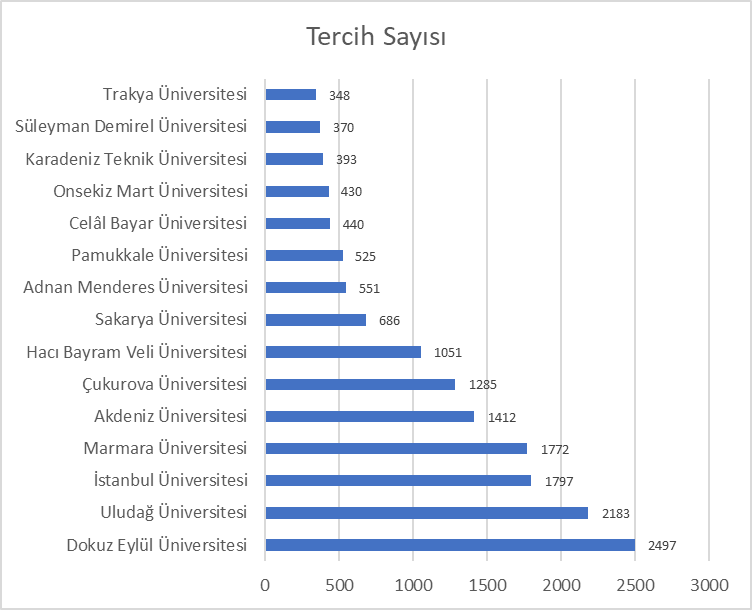 Tercih Sayısı
Trakya Üniversitesi 348
Süleyman Demirel Üniversitesi 370
Karadeniz Teknik Üniversitesi 393
Onsekiz Mart Üniversitesi 430
Celâl Bayar Üniversitesi 440
Pamukkale Üniversitesi 525
Adnan Menderes Üniversitesi 551
Sakarya Üniversitesi 686
Hacı Bayram Veli Üniversitesi 1051
Çukurova Üniversitesi 1285
Akdeniz Üniversitesi 1412
Marmara Üniversitesi 1772
İstanbul Üniversitesi 1797
Uludağ Üniversitesi 2183
Dokuz Eylül Üniversitesi 2497
0 500 1000 1500 2000 2500 3000